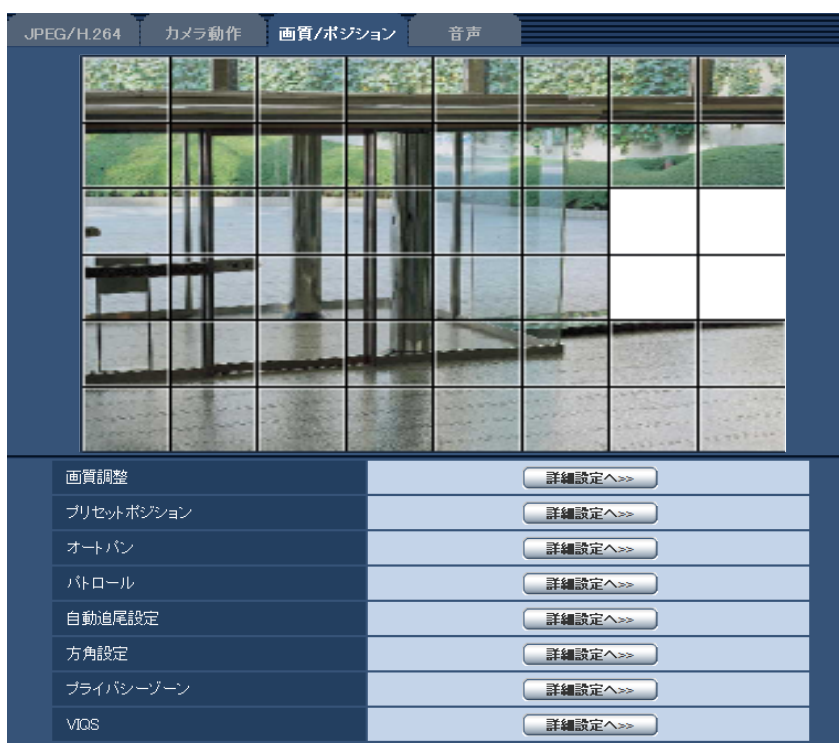 JPEG/H.264 カメラ動作 画質/ポジション 音声
画質調整 詳細設定へ>>
プリセットポジション 詳細設定へ>>
オートパン 詳細設定へ>>
パトロール 詳細設定へ>>
自動追尾設定 詳細設定へ>>
方角設定 詳細設定へ>>
プライバシーゾーン 詳細設定へ>>
VIQS 詳細設定へ>>